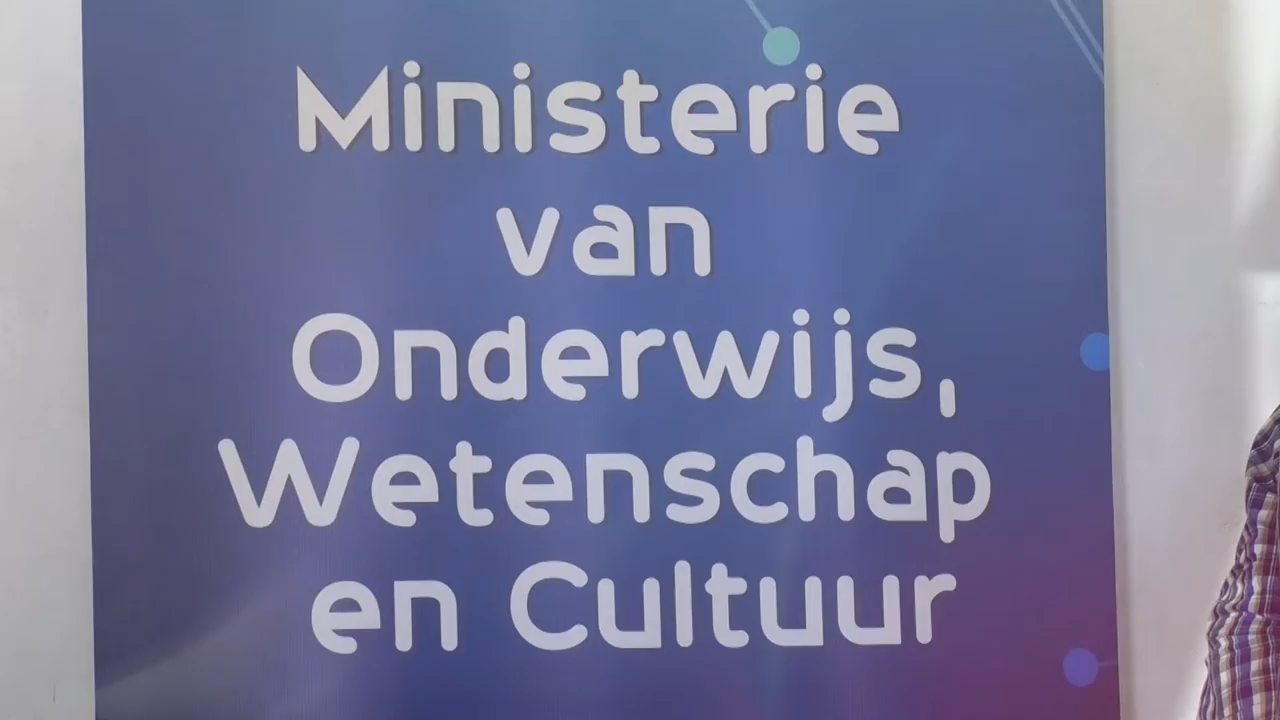 Ministerie
van
Onderwijs,
Wetenschap
en Cultuur